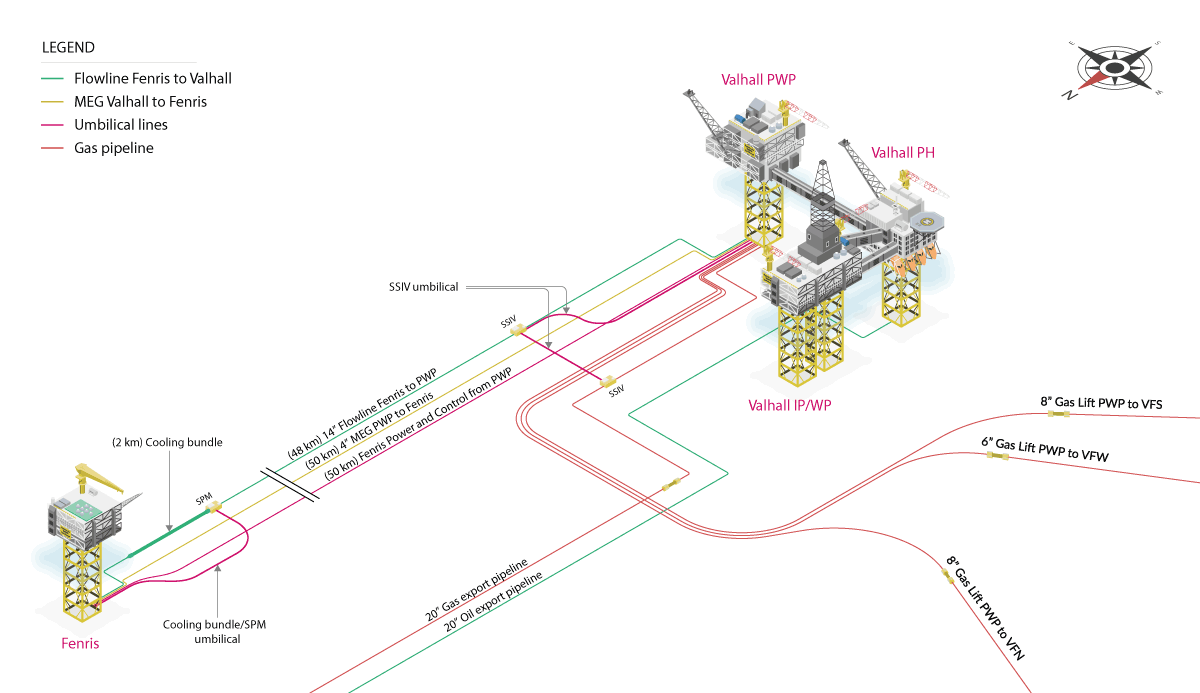 LEGEND
Flowline Fenris to Valhall
MEG Valhall to Fenris
Umbilical lines
Gas pipeline
E
S
N
W
Valhall PWP
Valhall PH
SSIV umbilical
SSIV
SSIV
Valhall IP/WP
(48 km) 14” Flowline Fenris to PWP
(50 km) 4” MEG PWP to Fenris
(50 km) Fenris Power and Control from PWP
8” Gas Lift PWP to VFS
6” Gas Lift PWP to VFW
8” Gas Lift PWP to VFN
(2 km) Cooling bundle
SPM
20” Gas export pipeline
20” Oil export pipeline
Cooling bundle/SPM
umbilical
Fenris